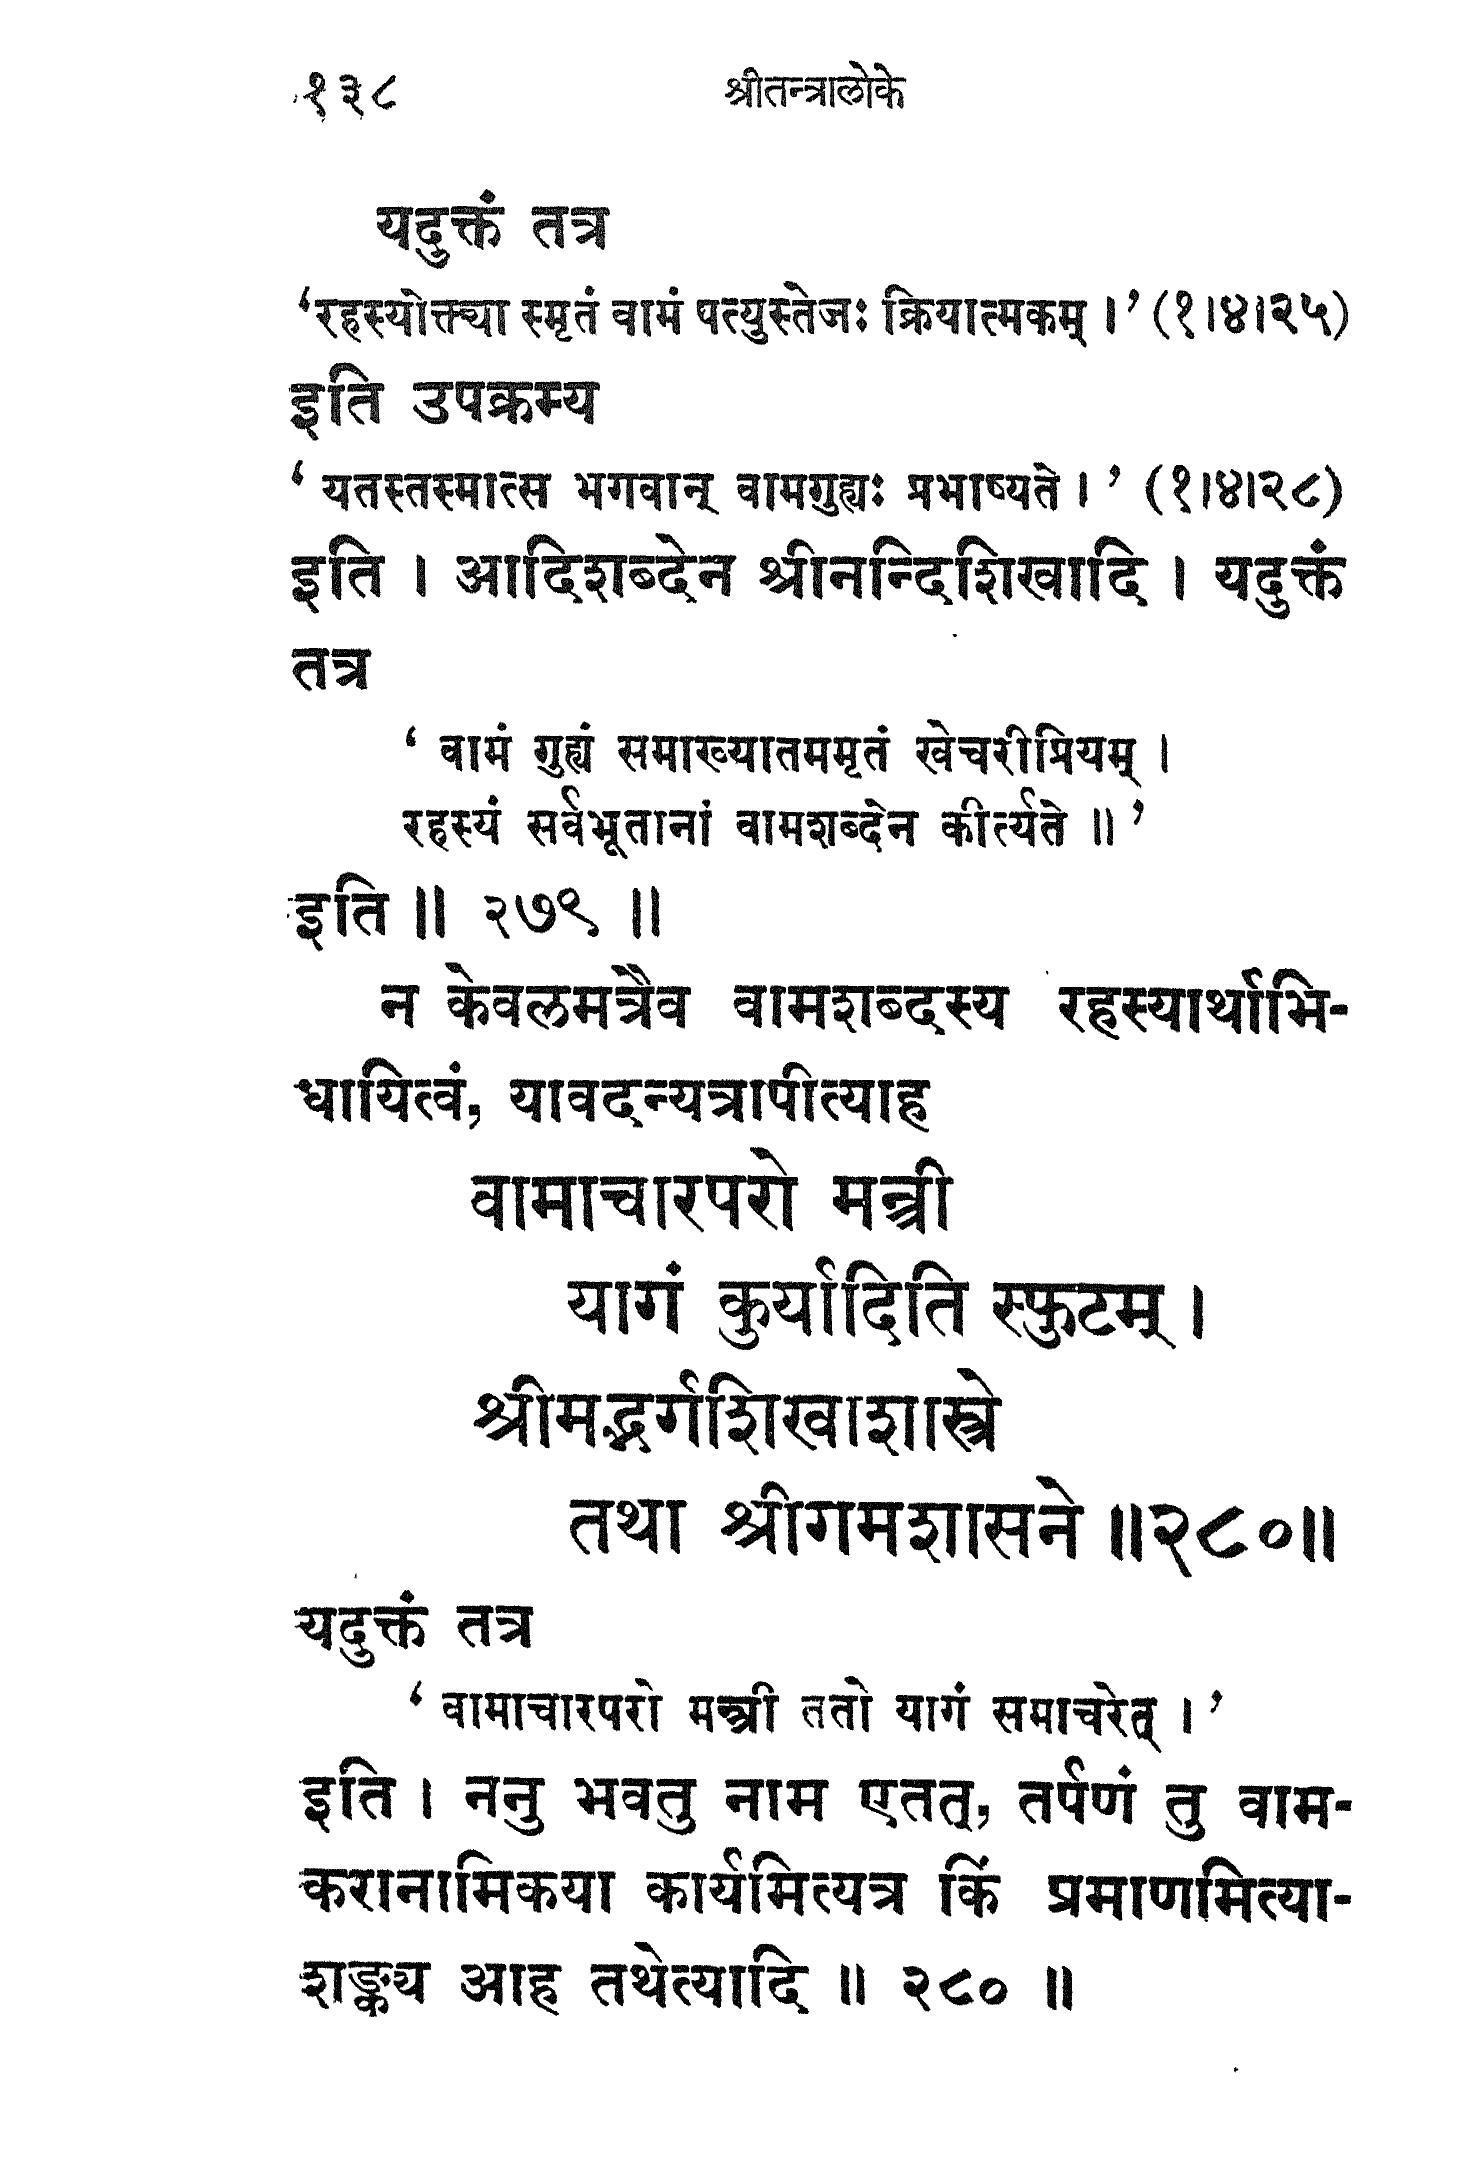 १३८ श्रीतन्त्रालोके
यदुक्तं तत्र
‘रहस्योक्त्या स्मृतं वामं पत्युस्तेजः क्रियात्मकम् ।’ (१।४।२५)
इति उपक्रम्य
‘ यतस्तस्मात्स भगवान् वामगुह्यः प्रभाष्यते । ’ (१।४।२८)
इति । आदिशब्देन श्रीनन्दिशिखादि । यदुक्तं
तत्र
‘ वामं गुह्यं समाख्यातममृतं खेचरीप्रियम् ।
रहस्यं सर्वभूतानां वामशब्देन कीर्त्यते ॥ ’
इति ॥ २७९ ॥
न केवलमत्रैव वामशब्दस्य रहस्यार्थाभि-
धायित्वं, यावदन्यत्रापीत्याह
वामाचारपरो मन्त्री
यागं कुर्यादिति स्फुटम् ।
श्रीमद्भर्गशिखाशास्त्रे
तथा श्रीगमशासने ॥२८०॥
यदुक्तं तत्र
‘ वामाचारपरो मन्त्री ततो यागं समाचरेत् । ’
इति । ननु भवतु नाम एतत्, तर्पणं तु वाम-
करानामिकया कार्यमित्यत्र किं प्रमाणमित्या-
शङ्क्य आह तथेत्यादि ॥ २८० ॥